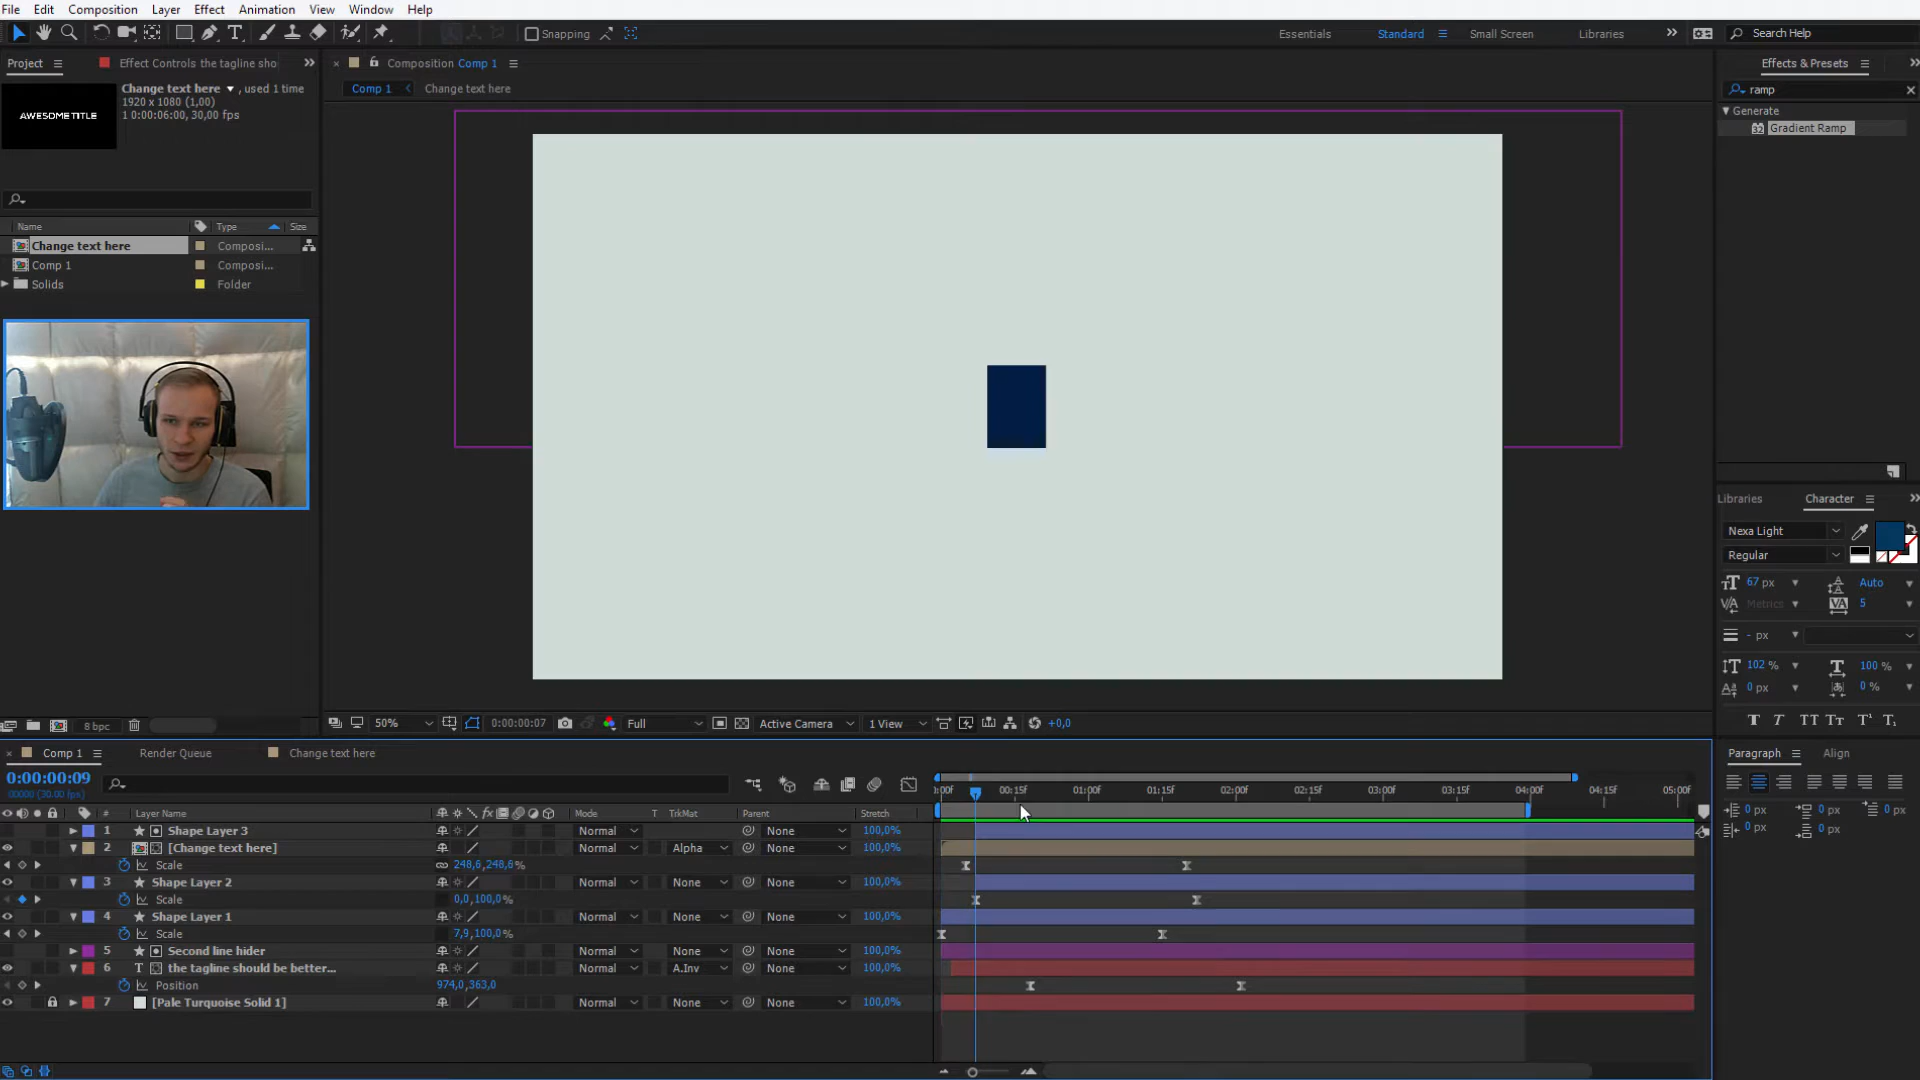 File Edit Composition Layer Effect Animation View Window Help
Snapping Essentials Standard Small Screen Libraries Search Help
Project Effect Controls the tagline sho Composition Comp 1 Effects & Presets
Comp 1 Change text here
Change text here , used 1 time
1920 x 1080 (1,00)
1 0:00:06:00, 30,00 fps
AWESOME TITLE
ramp
Generate
Gradient Ramp
Name Type Size
Change text here Composi...
Comp 1 Composi...
Solids Folder
Libraries Character
Nexa Light
Regular
67 px Auto
Metrics 5
- px
102 % 100 %
0 px 0 %
T T TT Tt T¹ T₁
8 bpc 50% 0:00:00:07 Full Active Camera 1 View +0,0
Comp 1 Render Queue Change text here
Paragraph Align
0:00:00:09
00000 (30.00 fps)
0 px 0 px 0 px
0 px 0 px
1:00f 00:15f 01:00f 01:15f 02:00f 02:15f 03:00f 03:15f 04:00f 04:15f 05:00f
# Layer Name Mode T TrkMat Parent Stretch
1 Shape Layer 3 Normal None 100,0%
2 [Change text here] Normal Alpha None 100,0%
Scale 248,6,248,6%
3 Shape Layer 2 Normal None None 100,0%
Scale 0,0,100,0%
4 Shape Layer 1 Normal None None 100,0%
Scale 7,9,100,0%
5 Second line hider Normal None None 100,0%
6 T the tagline should be better... Normal A.Inv None 100,0%
Position 974,0,363,0
7 [Pale Turquoise Solid 1] Normal None None 100,0%